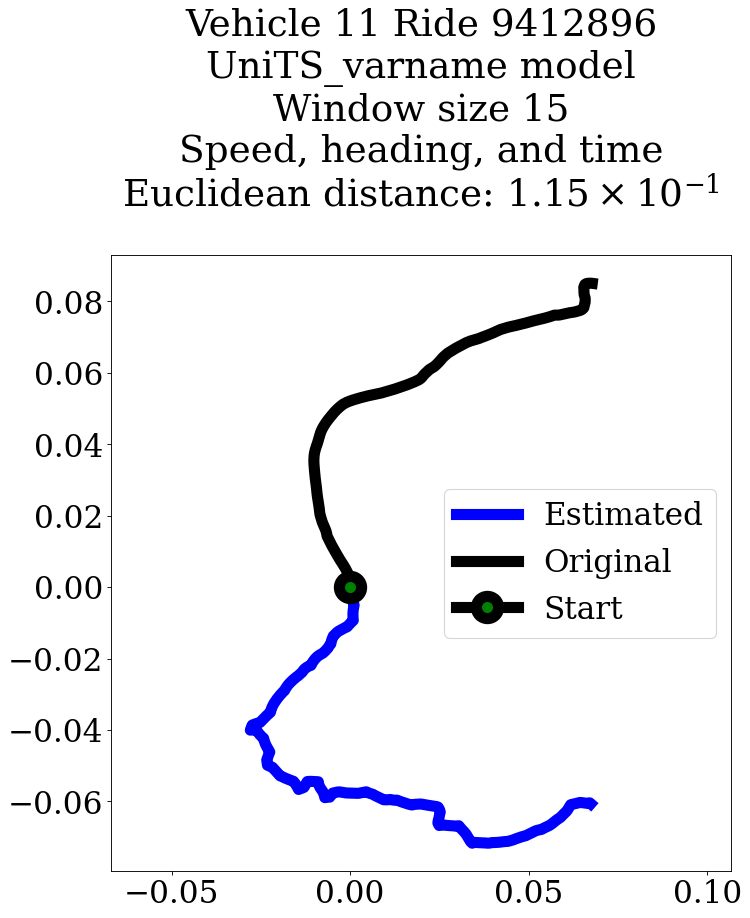 Vehicle 11 Ride 9412896
UniTS_varname model
Window size 15
Speed, heading, and time
Euclidean distance: 1.15 × 10⁻¹
0.08
0.06
0.04
0.02
0.00
−0.02
−0.04
−0.06
Estimated
Original
Start
−0.05 0.00 0.05 0.10